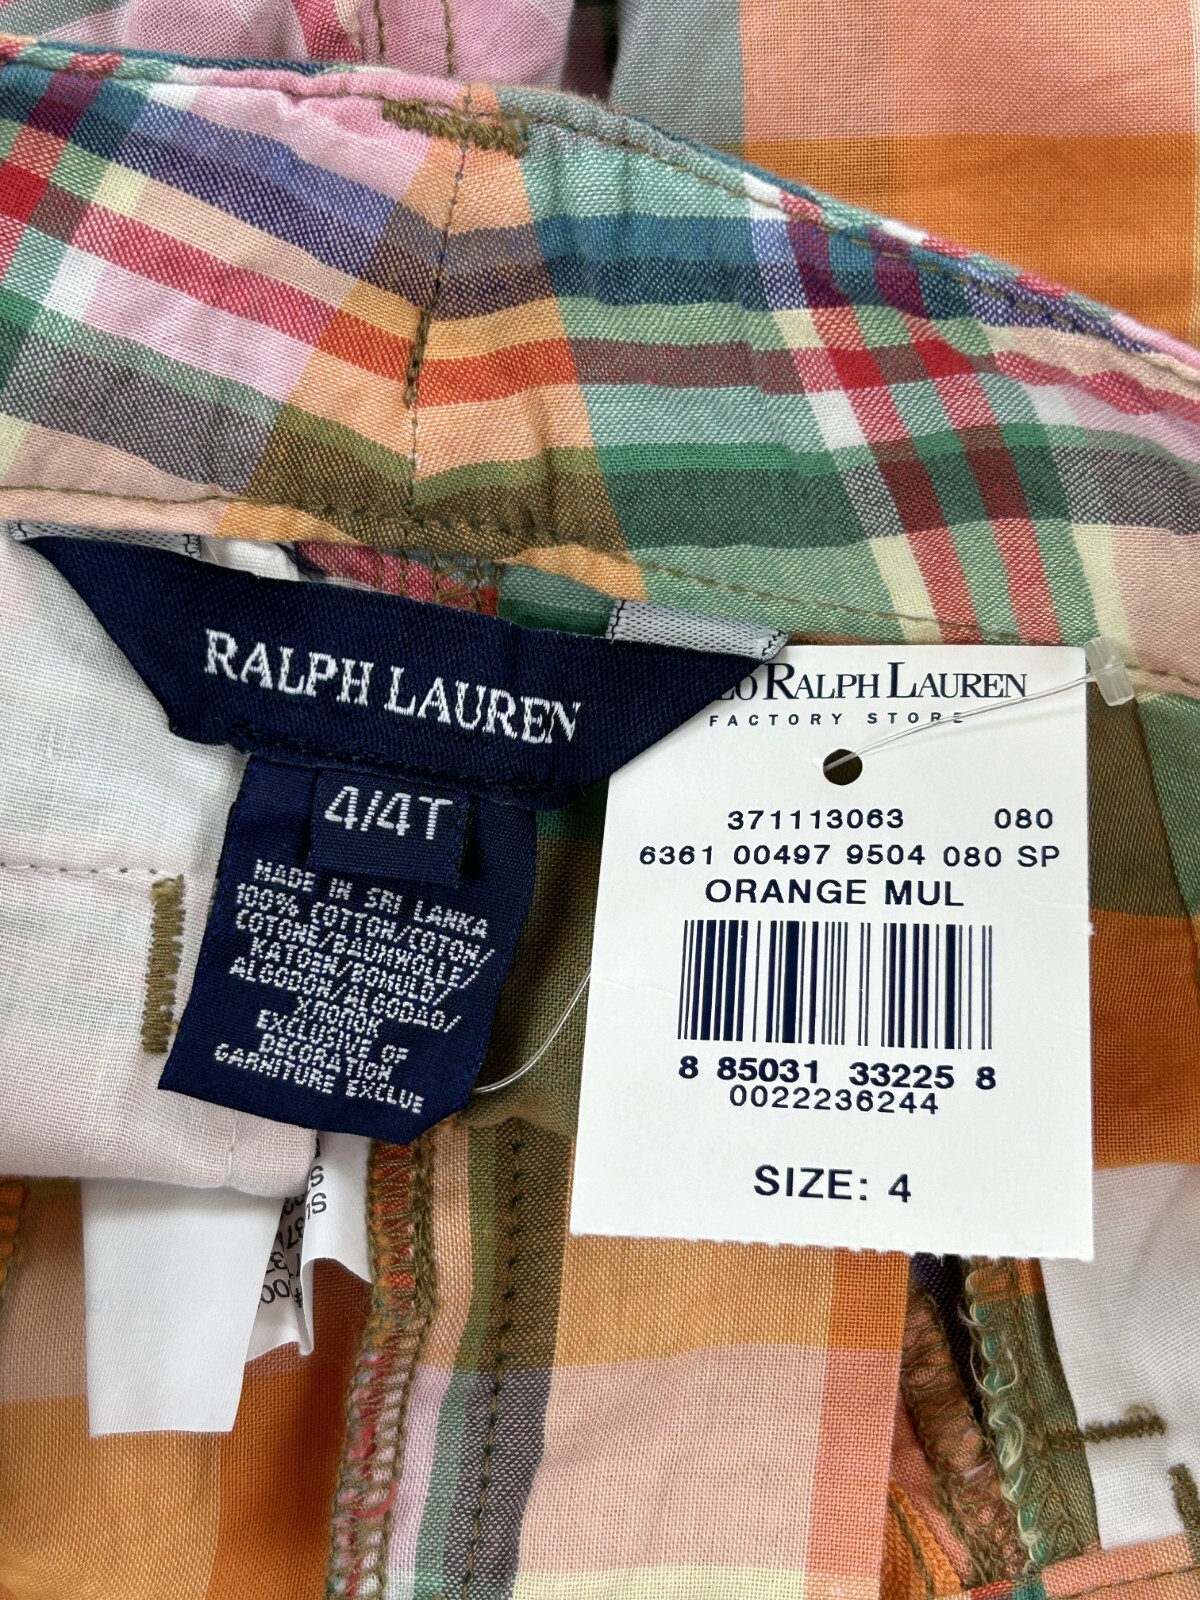 RALPH LAUREN
4/4T
MADE IN SRI LANKA
100% COTTON/COTON/
COTONE/BAUMWOLLE/
KATOEN/BOMULD/
ALGODON/ALGODAO/
ХЛОПОК
EXCLUSIVE OF
DECORATION
GARNITURE EXCLUE
RALPH LAUREN
FACTORY STORE
371113063 080
6361 00497 9504 080 SP
ORANGE MUL
8 85031 33225 8
0022236244
SIZE: 4